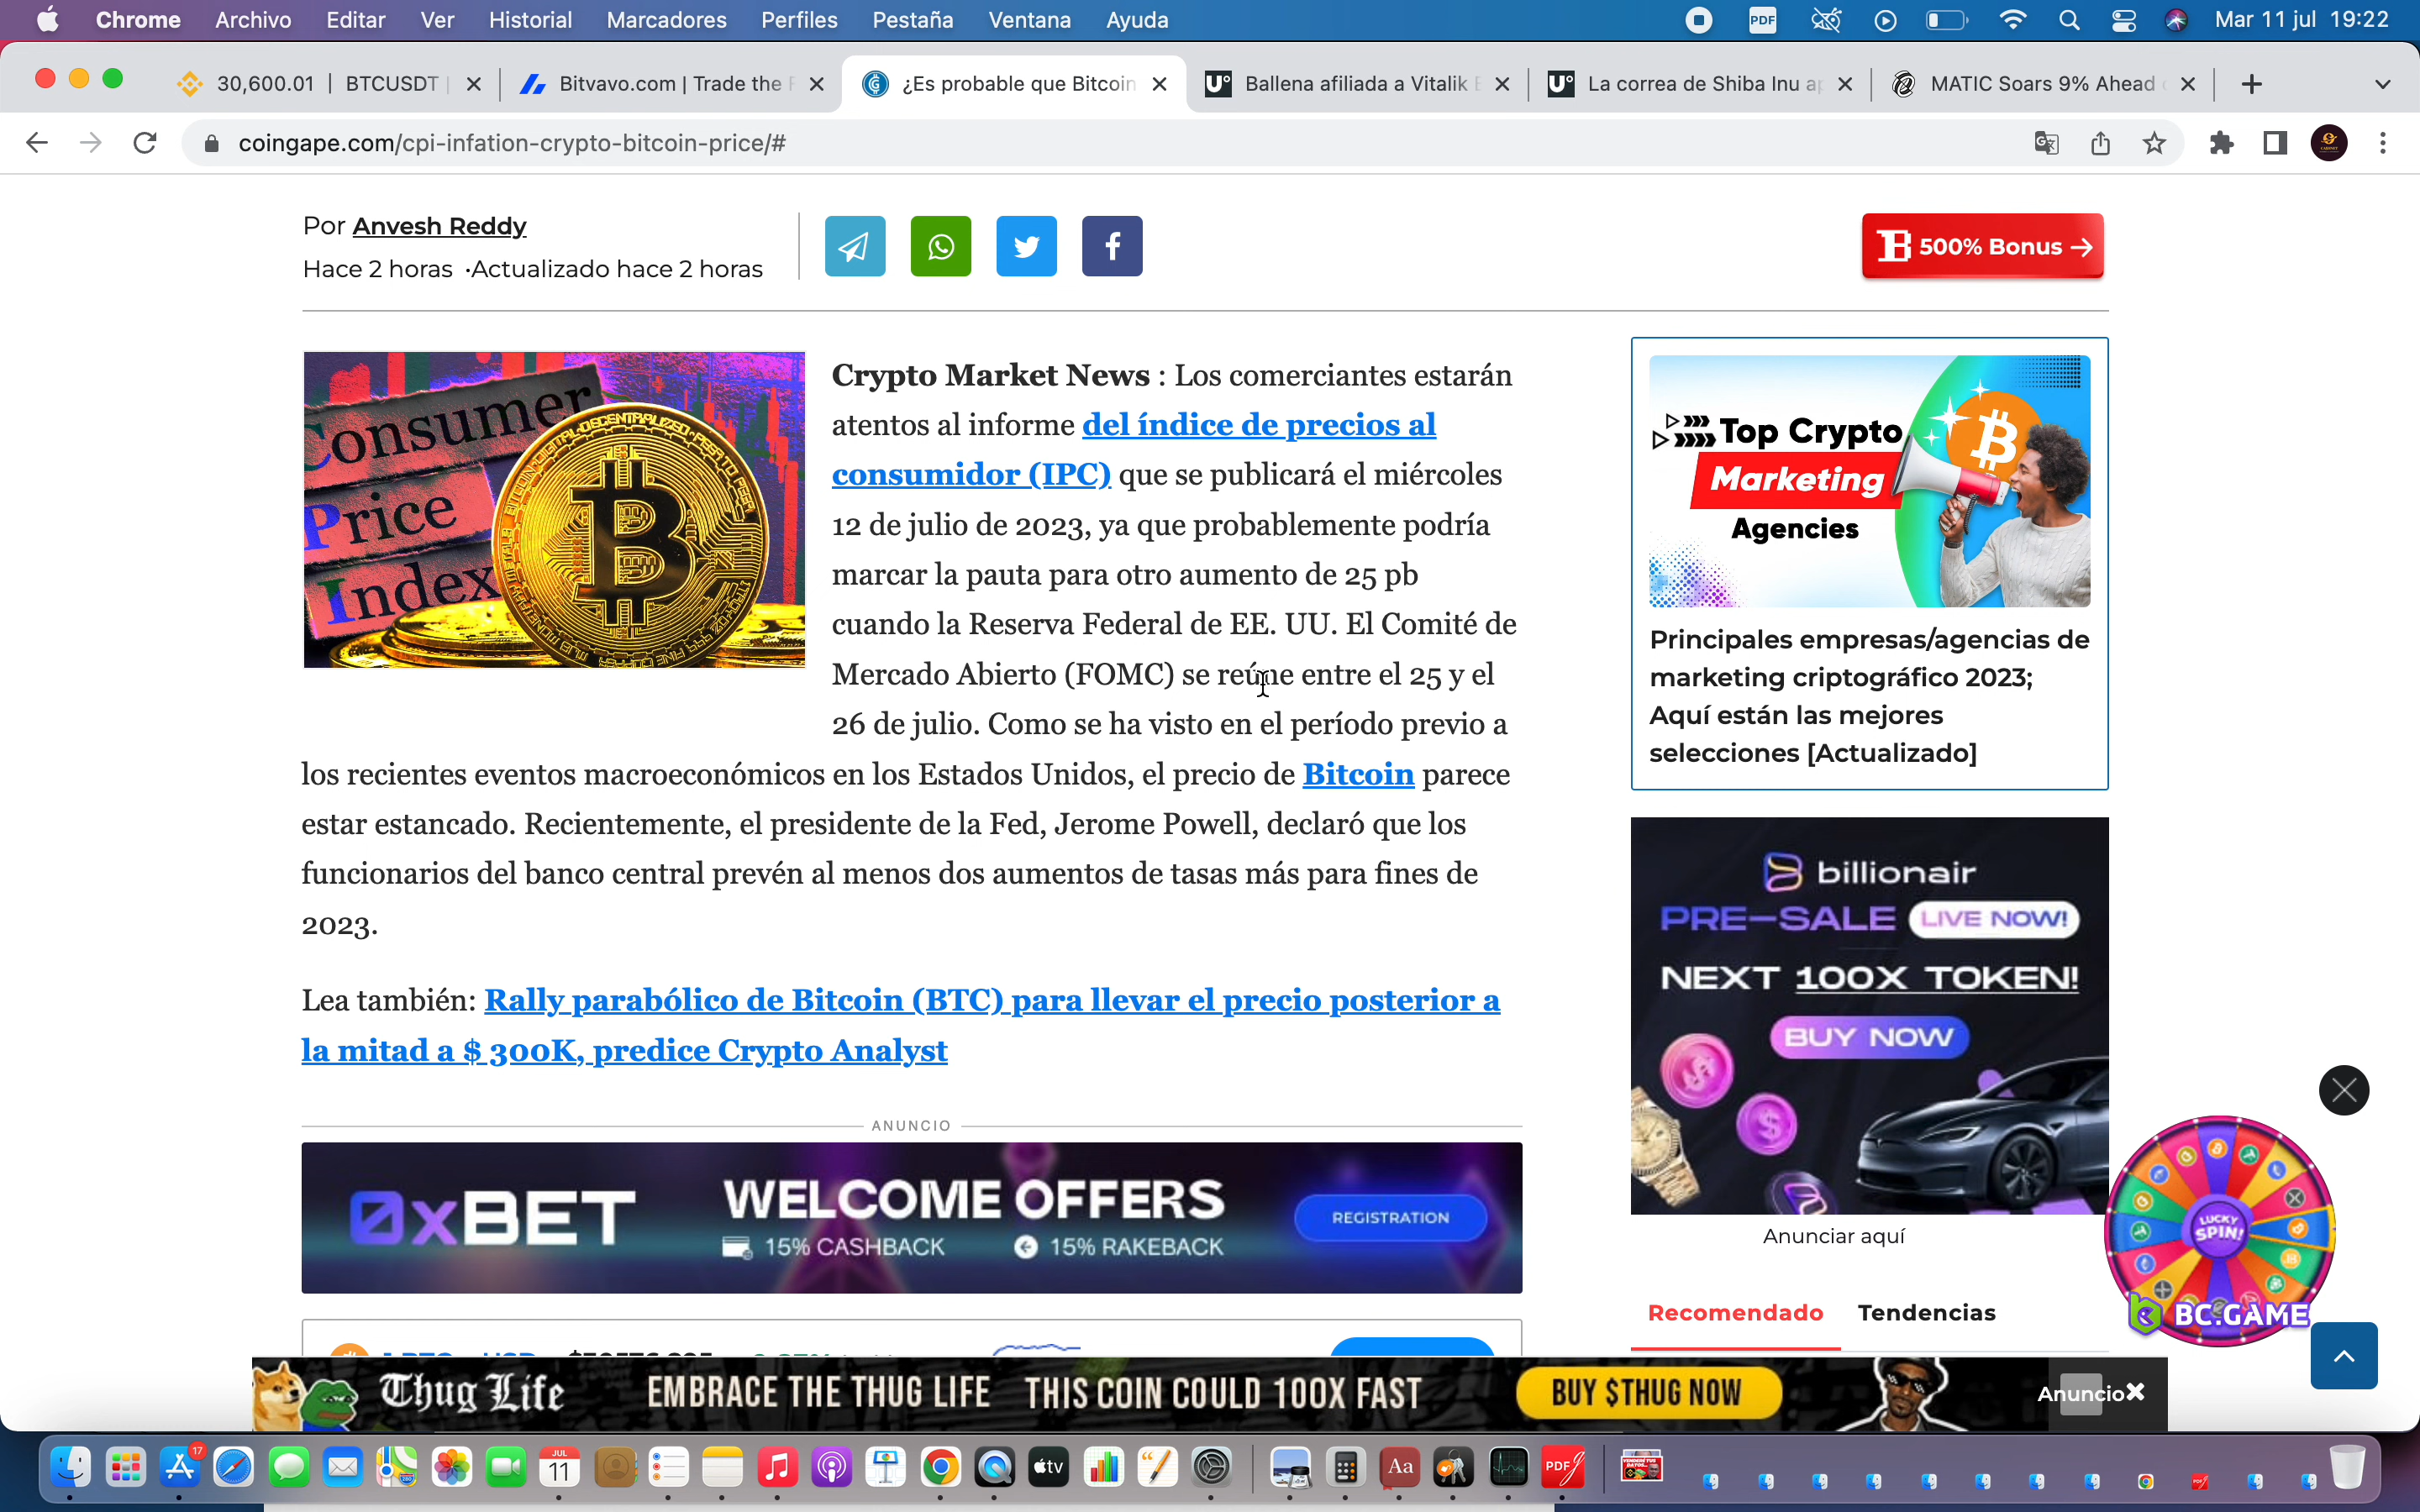 Chrome Archivo Editar Ver Historial Marcadores Perfiles Pestaña Ventana Ayuda
PDF
Mar 11 jul 19:22
30,600.01 | BTCUSDT |
Bitvavo.com | Trade the
¿Es probable que Bitcoin
Ballena afiliada a Vitalik
La correa de Shiba Inu
MATIC Soars 9% Ahead
coingape.com/cpi-infation-crypto-bitcoin-price/#
Por Anvesh Reddy
Hace 2 horas ·Actualizado hace 2 horas
500% Bonus →
Consumer
Price
Index
Crypto Market News : Los comerciantes estarán
atentos al informe del índice de precios al
consumidor (IPC) que se publicará el miércoles
12 de julio de 2023, ya que probablemente podría
marcar la pauta para otro aumento de 25 pb
cuando la Reserva Federal de EE. UU. El Comité de
Mercado Abierto (FOMC) se reúne entre el 25 y el
26 de julio. Como se ha visto en el período previo a
los recientes eventos macroeconómicos en los Estados Unidos, el precio de Bitcoin parece
estar estancado. Recientemente, el presidente de la Fed, Jerome Powell, declaró que los
funcionarios del banco central prevén al menos dos aumentos de tasas más para fines de
2023.
Lea también: Rally parabólico de Bitcoin (BTC) para llevar el precio posterior a
la mitad a $ 300K, predice Crypto Analyst
ANUNCIO
0xBET
WELCOME OFFERS
15% CASHBACK 15% RAKEBACK
REGISTRATION
Top Crypto
Marketing
Agencies
Principales empresas/agencias de
marketing criptográfico 2023;
Aquí están las mejores
selecciones [Actualizado]
billionair
PRE-SALE LIVE NOW!
NEXT 100X TOKEN!
BUY NOW
Anunciar aquí
Recomendado Tendencias
LUCKY
SPIN!
BC.GAME
Thug Life
EMBRACE THE THUG LIFE THIS COIN COULD 100X FAST
BUY $THUG NOW
Anuncio
17
JUL
11
tv
Aa
PDF